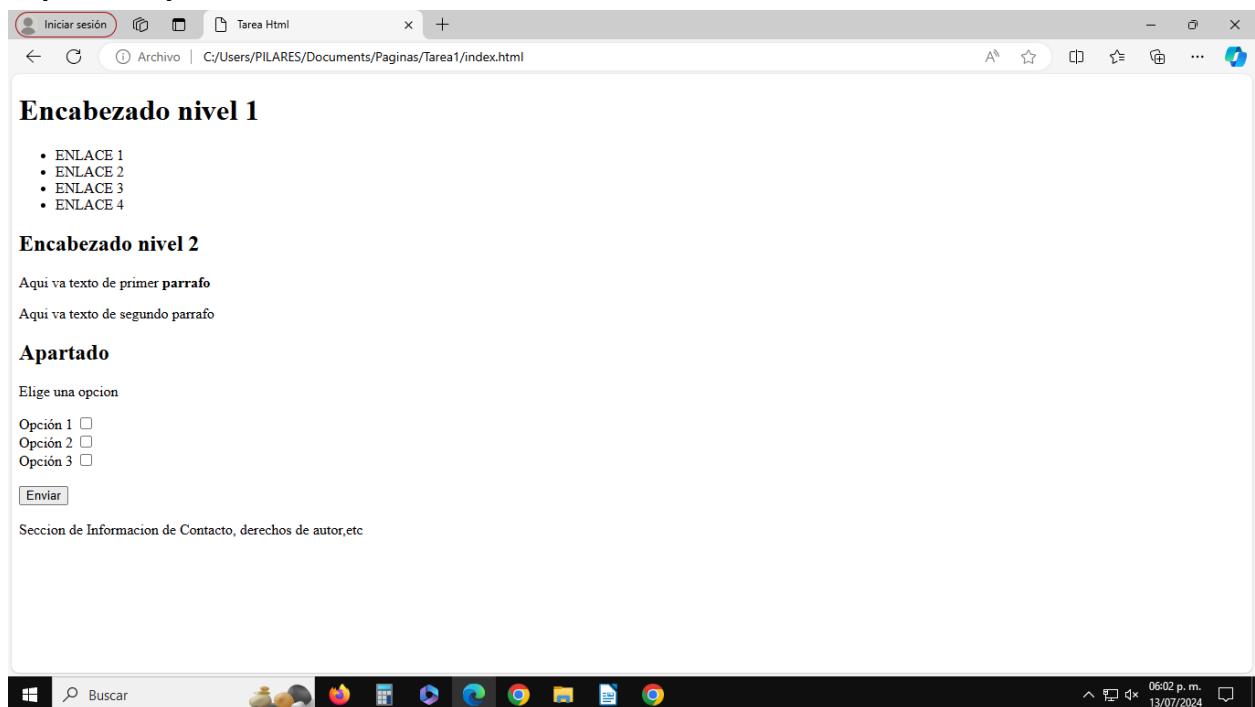 Iniciar sesión
Tarea Html
Archivo
C:/Users/PILARES/Documents/Paginas/Tarea1/index.html
Encabezado nivel 1
ENLACE 1
ENLACE 2
ENLACE 3
ENLACE 4
Encabezado nivel 2
Aqui va texto de primer parrafo
Aqui va texto de segundo parrafo
Apartado
Elige una opcion
Opción 1
Opción 2
Opción 3
Enviar
Seccion de Informacion de Contacto, derechos de autor,etc
Buscar
06:02 p. m.
13/07/2024